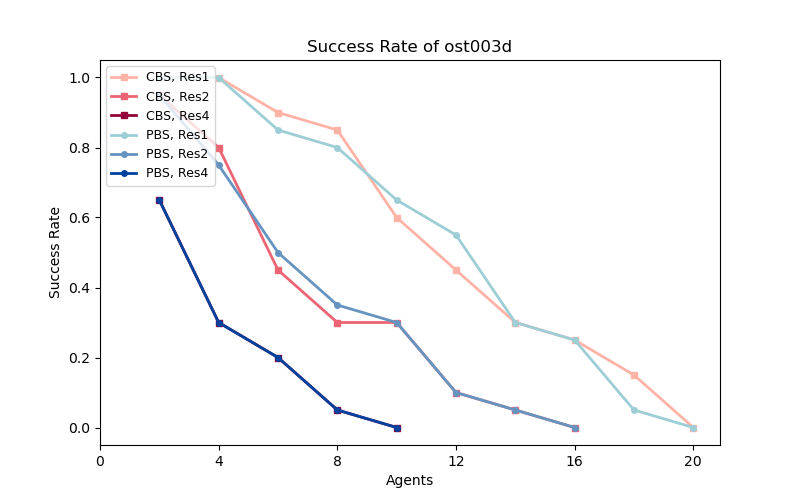 Success Rate of ost003d
CBS, Res1
CBS, Res2
CBS, Res4
PBS, Res1
PBS, Res2
PBS, Res4
1.0
0.8
0.6
0.4
0.2
0.0
Success Rate
0 4 8 12 16 20
Agents